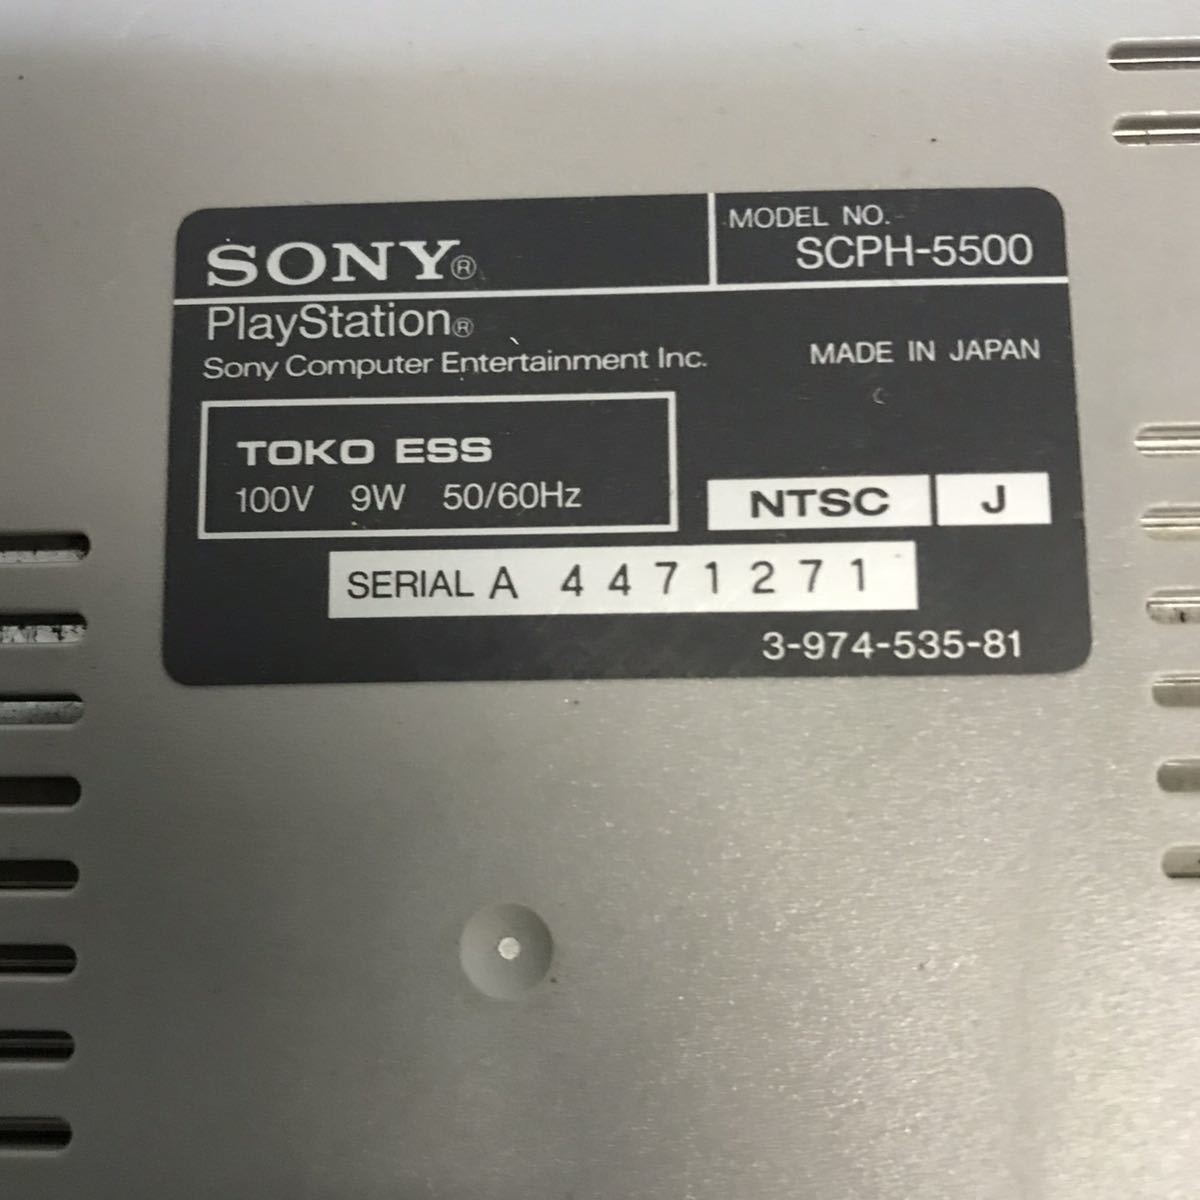 SONY®
MODEL NO.
SCPH-5500
PlayStation®
Sony Computer Entertainment Inc.
MADE IN JAPAN
TOKO ESS
100V 9W 50/60Hz
NTSC J
SERIAL A 4471271
3-974-535-81